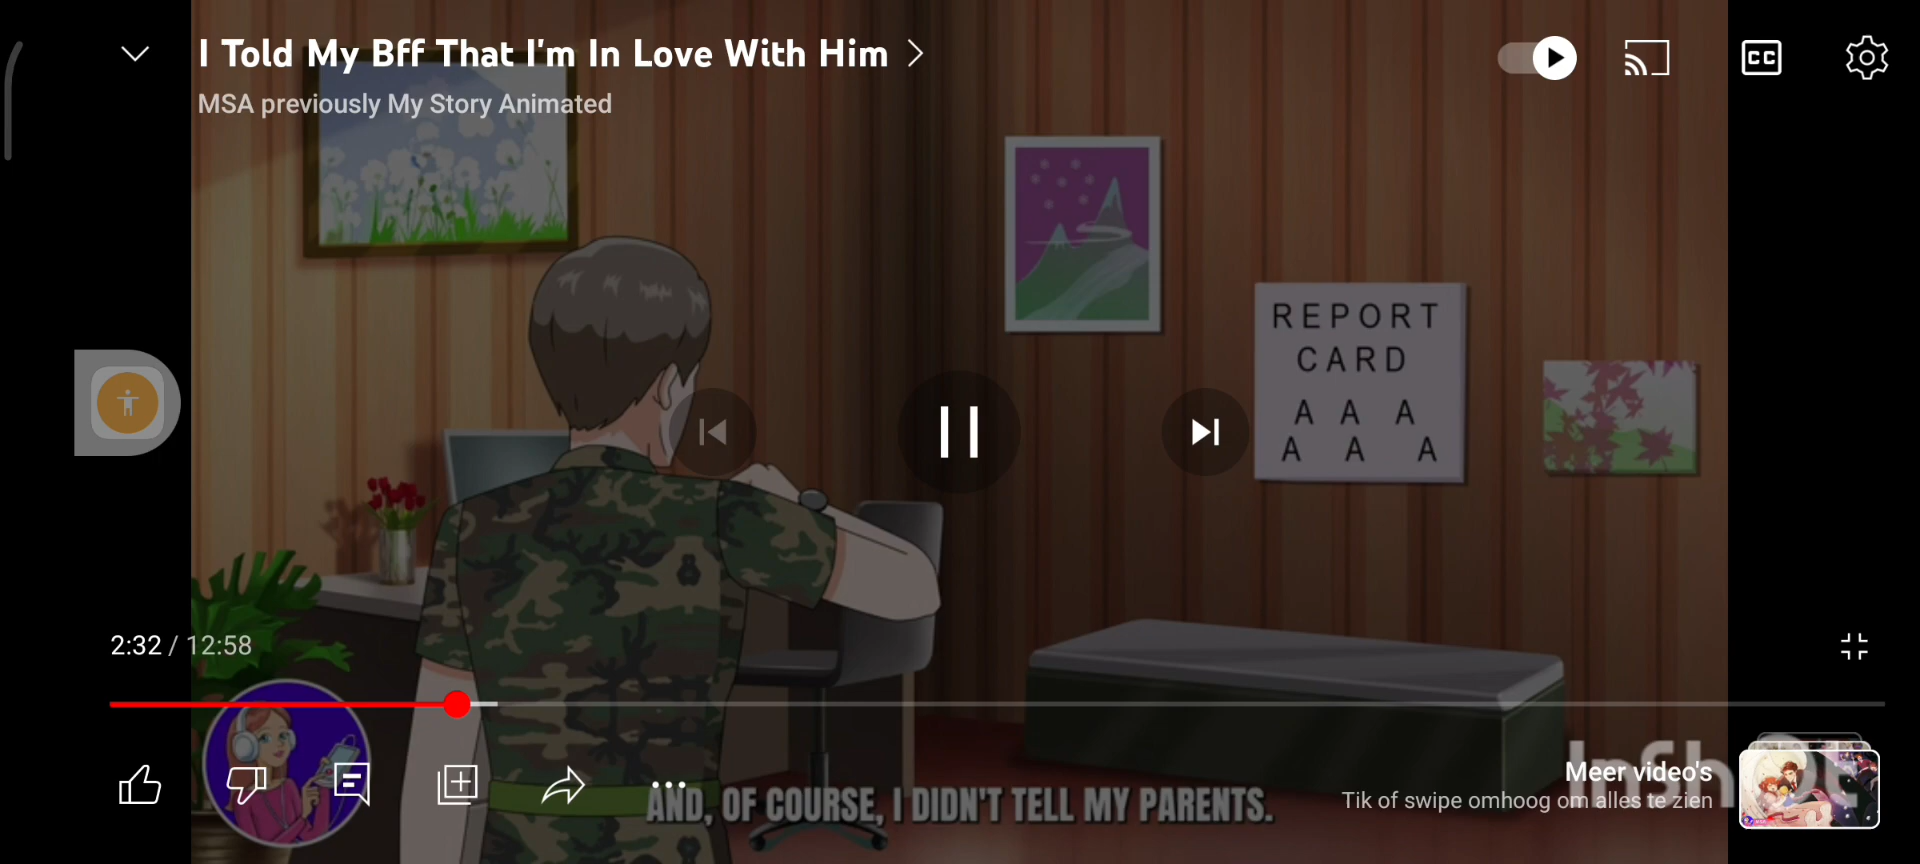 I Told My Bff That I'm In Love With Him
MSA previously My Story Animated
CC
REPORT
CARD
A A A
A A A
2:32 / 12:58
Meer video's
Tik of swipe omhoog om alles te zien
AND, OF COURSE, I DIDN'T TELL MY PARENTS.